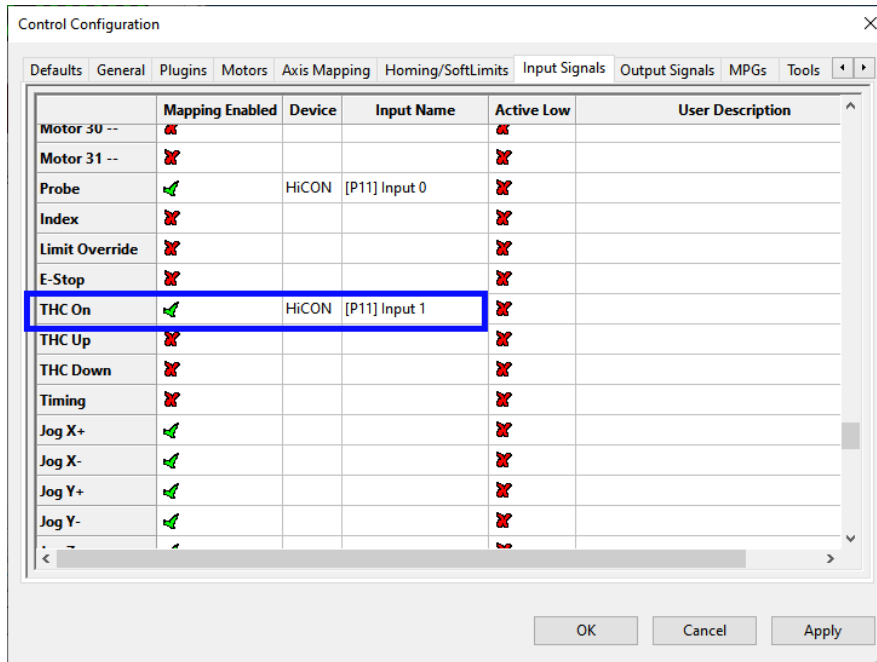 Control Configuration
Defaults General Plugins Motors Axis Mapping Homing/SoftLimits Input Signals Output Signals MPGs Tools
Mapping Enabled Device Input Name Active Low User Description
Motor 30 --
Motor 31 --
Probe HiCON [P11] Input 0
Index
Limit Override
E-Stop
THC On HiCON [P11] Input 1
THC Up
THC Down
Timing
Jog X+
Jog X-
Jog Y+
Jog Y-
OK Cancel Apply